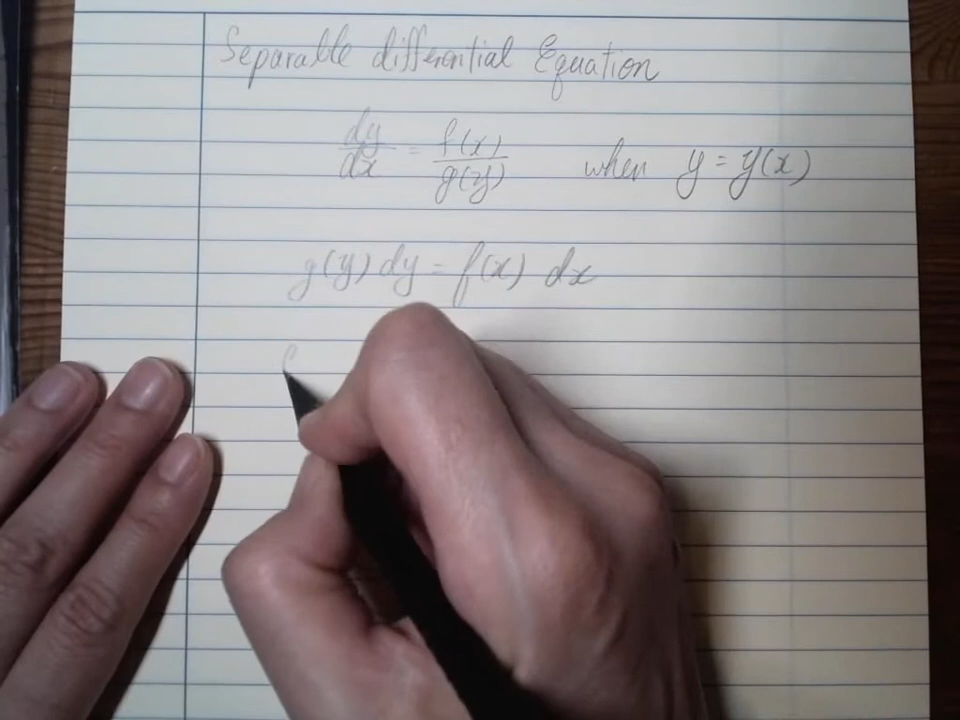 Separable differential Equation
dy/dx = f(x)/g(y) when y = y(x)
g(y) dy = f(x) dx